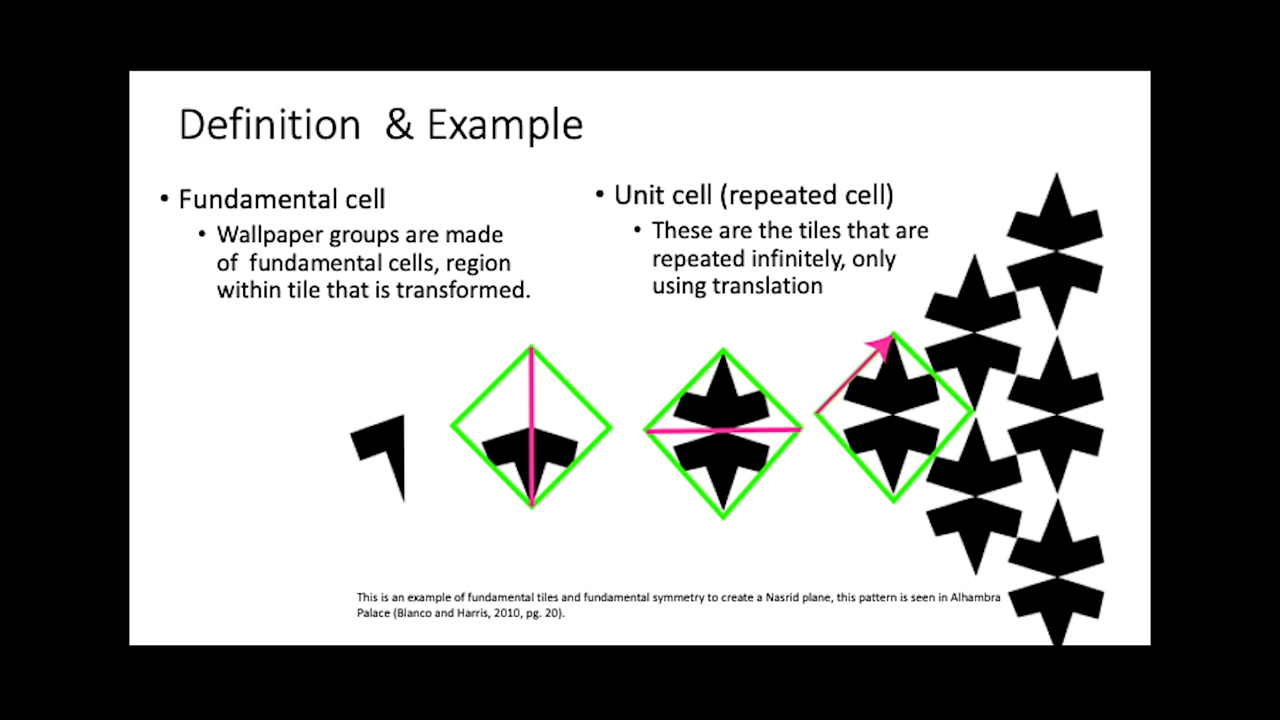 Definition & Example
• Fundamental cell
• Wallpaper groups are made
of fundamental cells, region
within tile that is transformed.
• Unit cell (repeated cell)
• These are the tiles that are
repeated infinitely, only
using translation
This is an example of fundamental tiles and fundamental symmetry to create a Nasrid plane, this pattern is seen in Alhambra
Palace (Blanco and Harris, 2010, pg. 20).